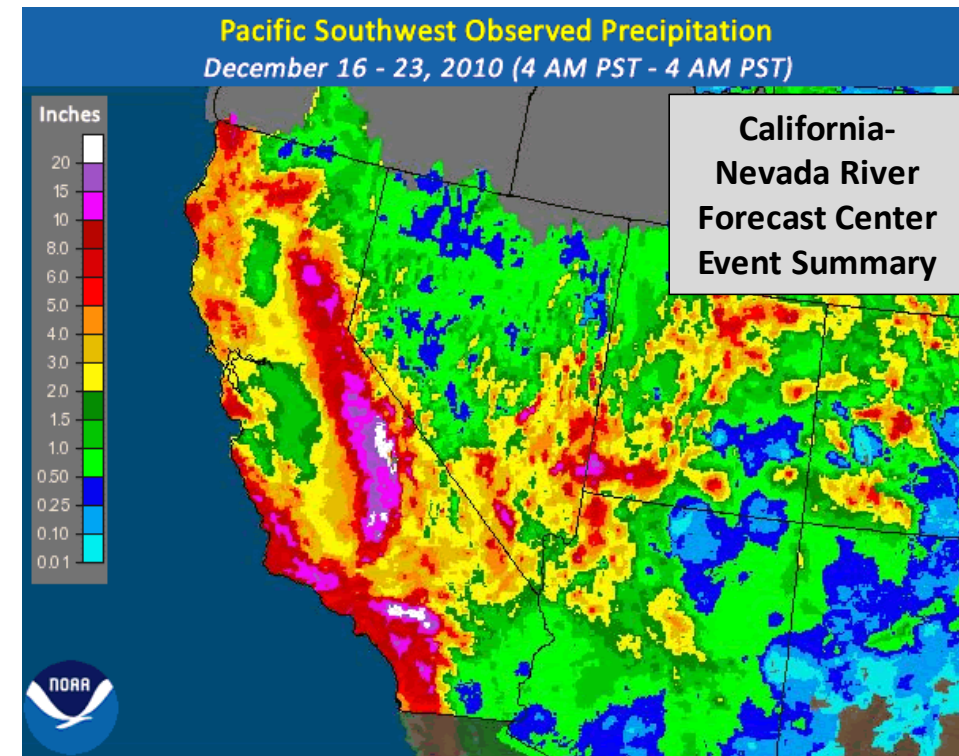 Pacific Southwest Observed Precipitation
December 16 - 23, 2010 (4 AM PST - 4 AM PST)
Inches
20
15
10
8.0
6.0
5.0
4.0
3.0
2.0
1.5
1.0
0.50
0.25
0.10
0.01
California-
Nevada River
Forecast Center
Event Summary
NOAA